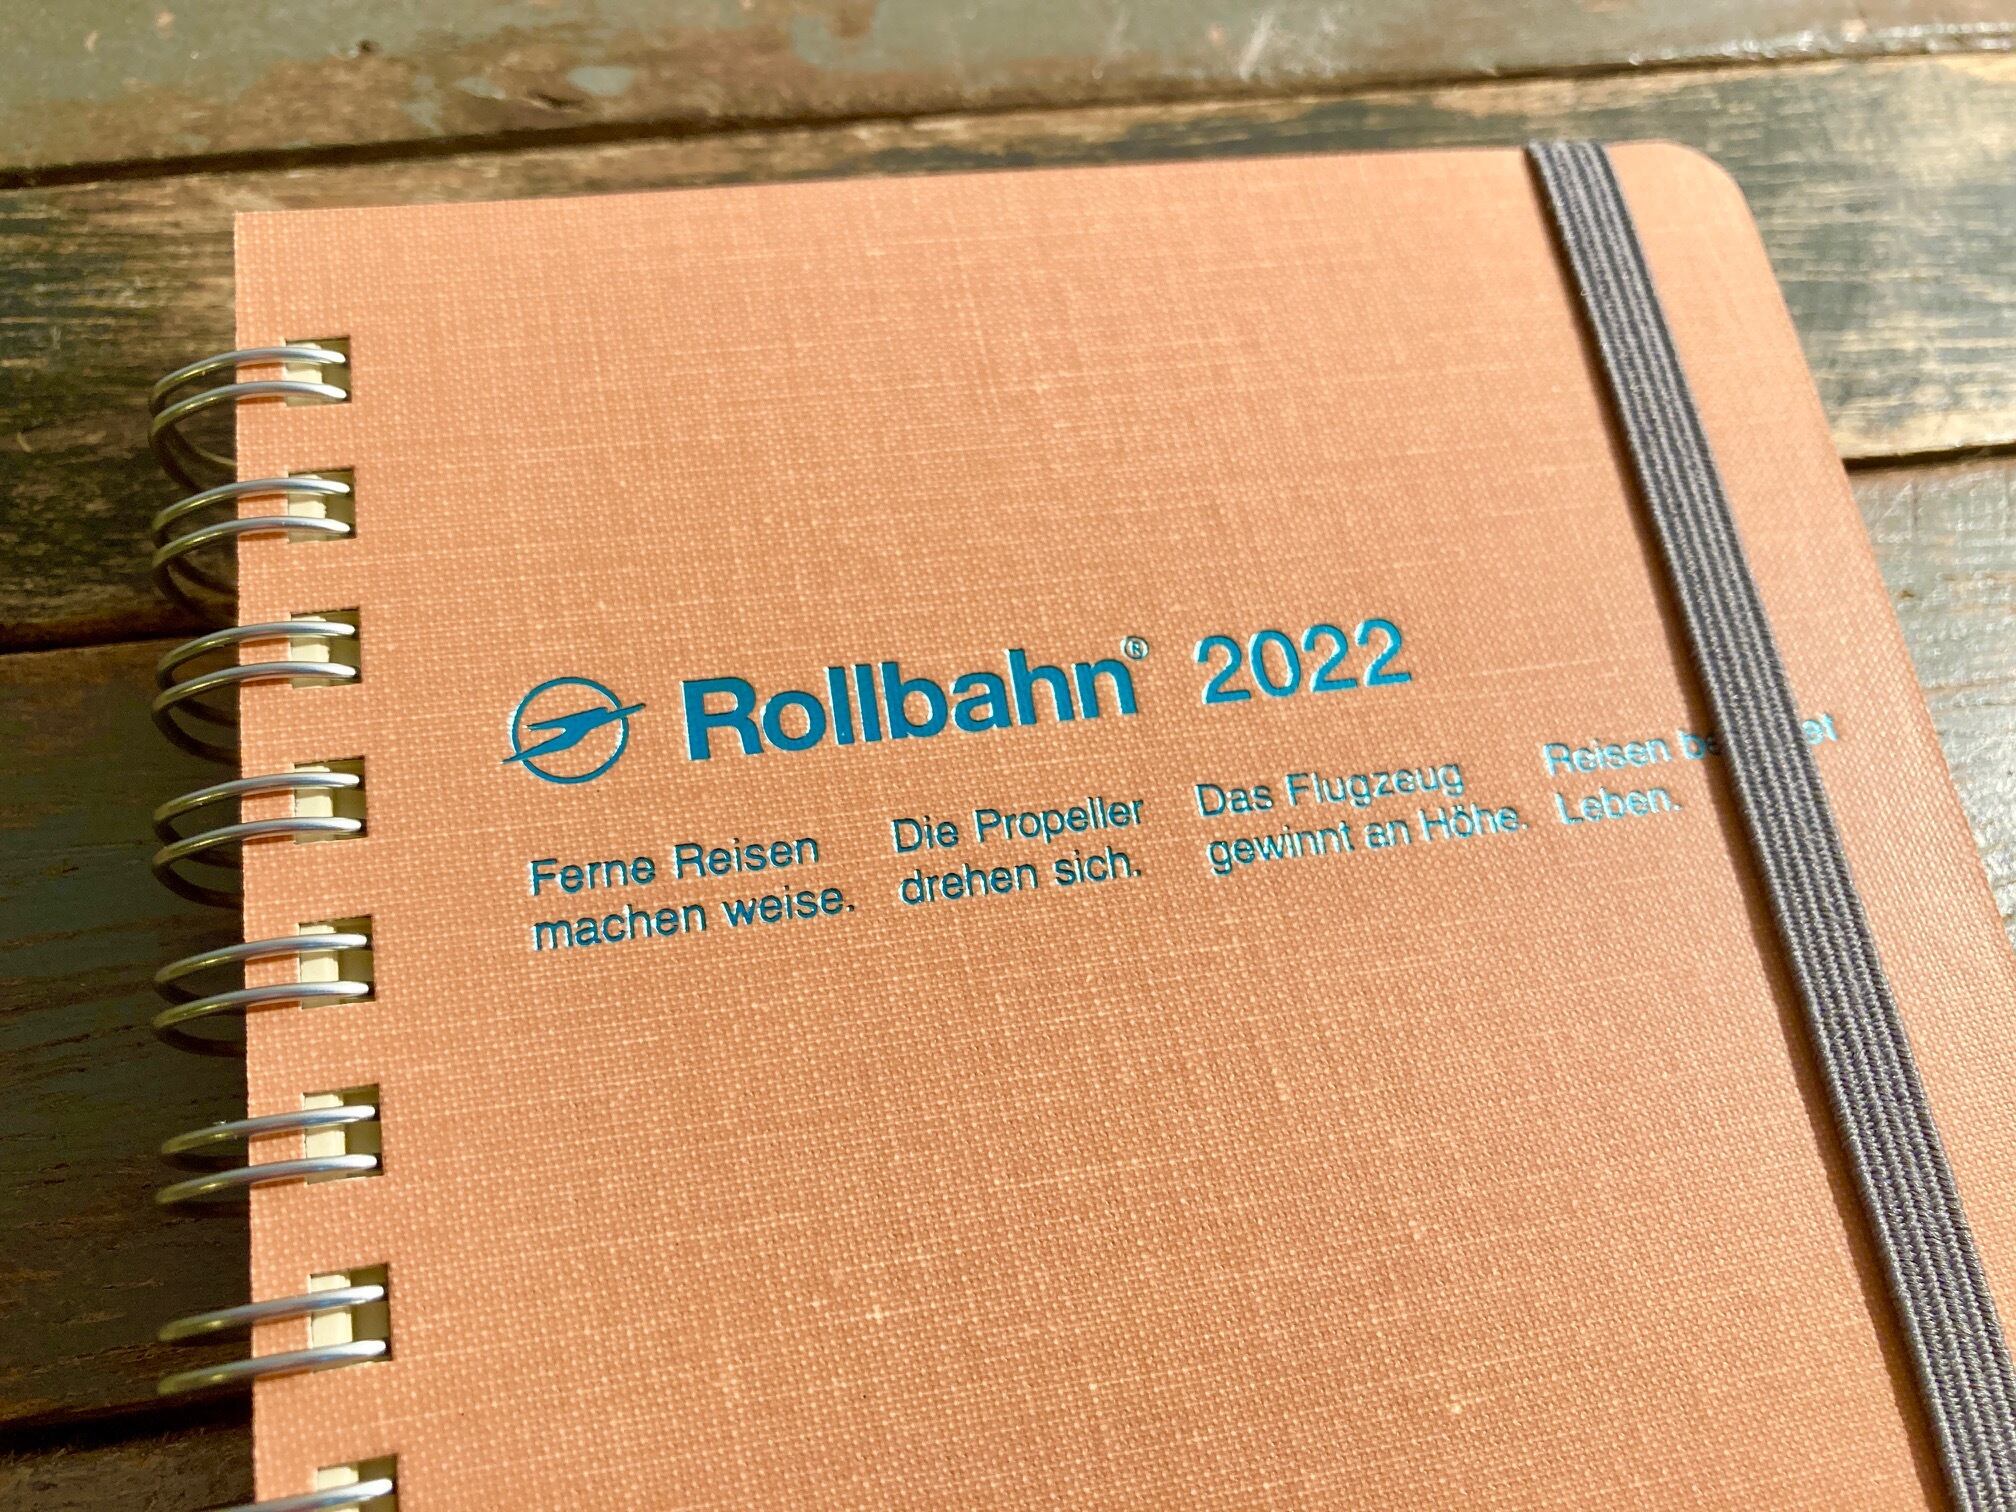 Rollbahn® 2022
Ferne Reisen
machen weise.
Die Propeller
drehen sich.
Das Flugzeug
gewinnt an Höhe.
Reisen
Leben.